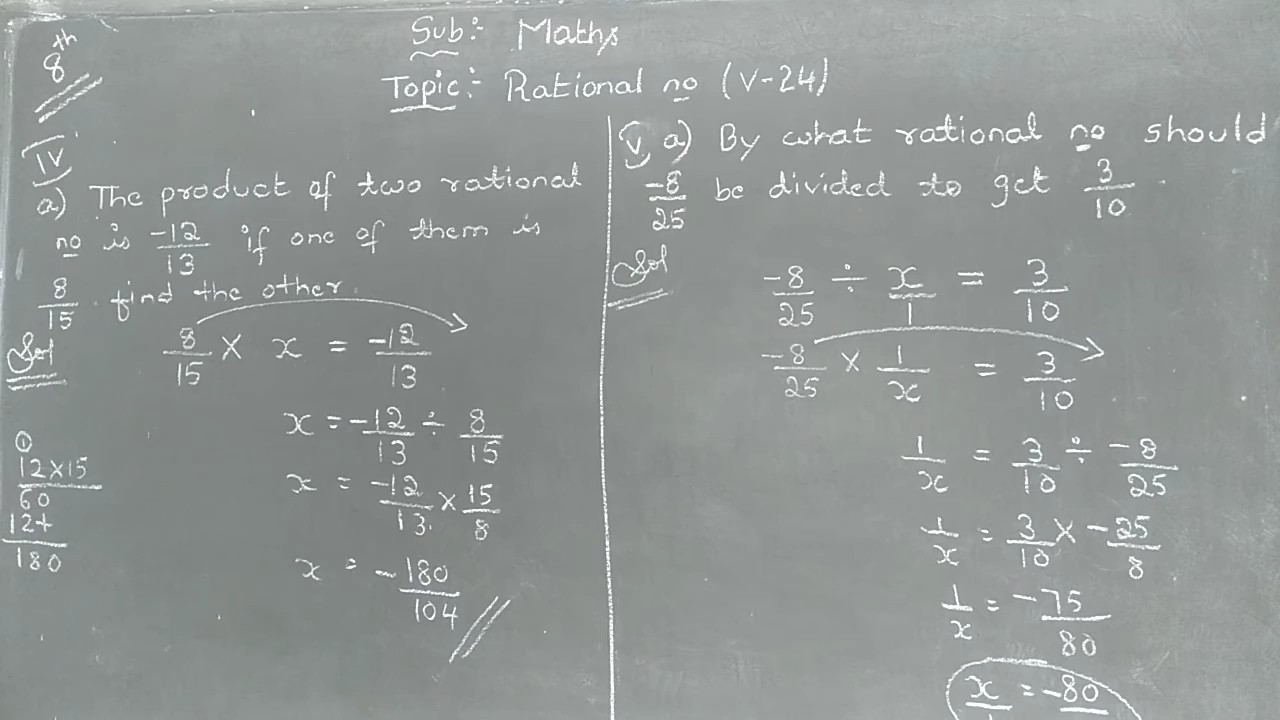 8th
Sub:- Maths
Topic:- Rational no (V-24)
IV
a) The product of two rational
no is -12/13 if one of them is
8/15 . find the other.
Sol
8/15 × x = -12/13
x = -12/13 ÷ 8/15
x = -12/13 × 15/8
x = -180/104
1
12×15
60
12+
180
V a) By what rational no should
-8/25 be divided to get 3/10 .
Sol
-8/25 ÷ x/1 = 3/10
-8/25 × 1/x = 3/10
1/x = 3/10 ÷ -8/25
1/x = 3/10 × -25/8
1/x = -75/80
x/1 = -80